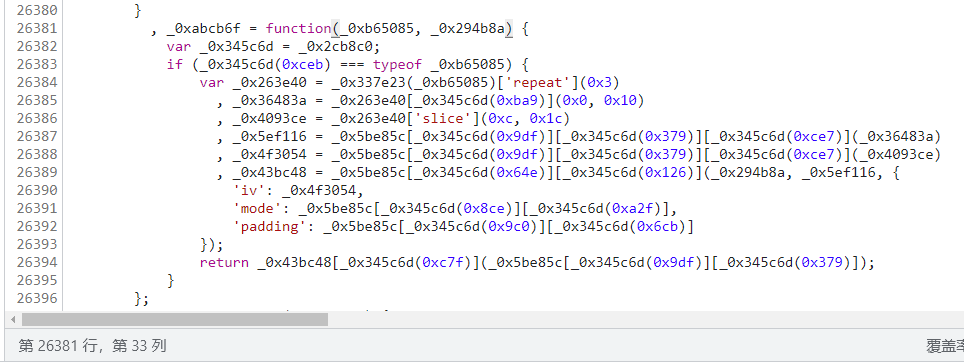 26380 }
26381 , _0xabcb6f = function(_0xb65085, _0x294b8a) {
26382 var _0x345c6d = _0x2cb8c0;
26383 if (_0x345c6d(0xceb) === typeof _0xb65085) {
26384 var _0x263e40 = _0x337e23(_0xb65085)['repeat'](0x3)
26385 , _0x36483a = _0x263e40[_0x345c6d(0xba9)](0x0, 0x10)
26386 , _0x4093ce = _0x263e40['slice'](0xc, 0x1c)
26387 , _0x5ef116 = _0x5be85c[_0x345c6d(0x9df)][_0x345c6d(0x379)][_0x345c6d(0xce7)](_0x36483a)
26388 , _0x4f3054 = _0x5be85c[_0x345c6d(0x9df)][_0x345c6d(0x379)][_0x345c6d(0xce7)](_0x4093ce)
26389 , _0x43bc48 = _0x5be85c[_0x345c6d(0x64e)][_0x345c6d(0x126)](_0x294b8a, _0x5ef116, {
26390 'iv': _0x4f3054,
26391 'mode': _0x5be85c[_0x345c6d(0x8ce)][_0x345c6d(0xa2f)],
26392 'padding': _0x5be85c[_0x345c6d(0x9c0)][_0x345c6d(0x6cb)]
26393 });
26394 return _0x43bc48[_0x345c6d(0xc7f)](_0x5be85c[_0x345c6d(0x9df)][_0x345c6d(0x379)]);
26395 }
26396 };
第 26381 行，第 33 列 覆盖